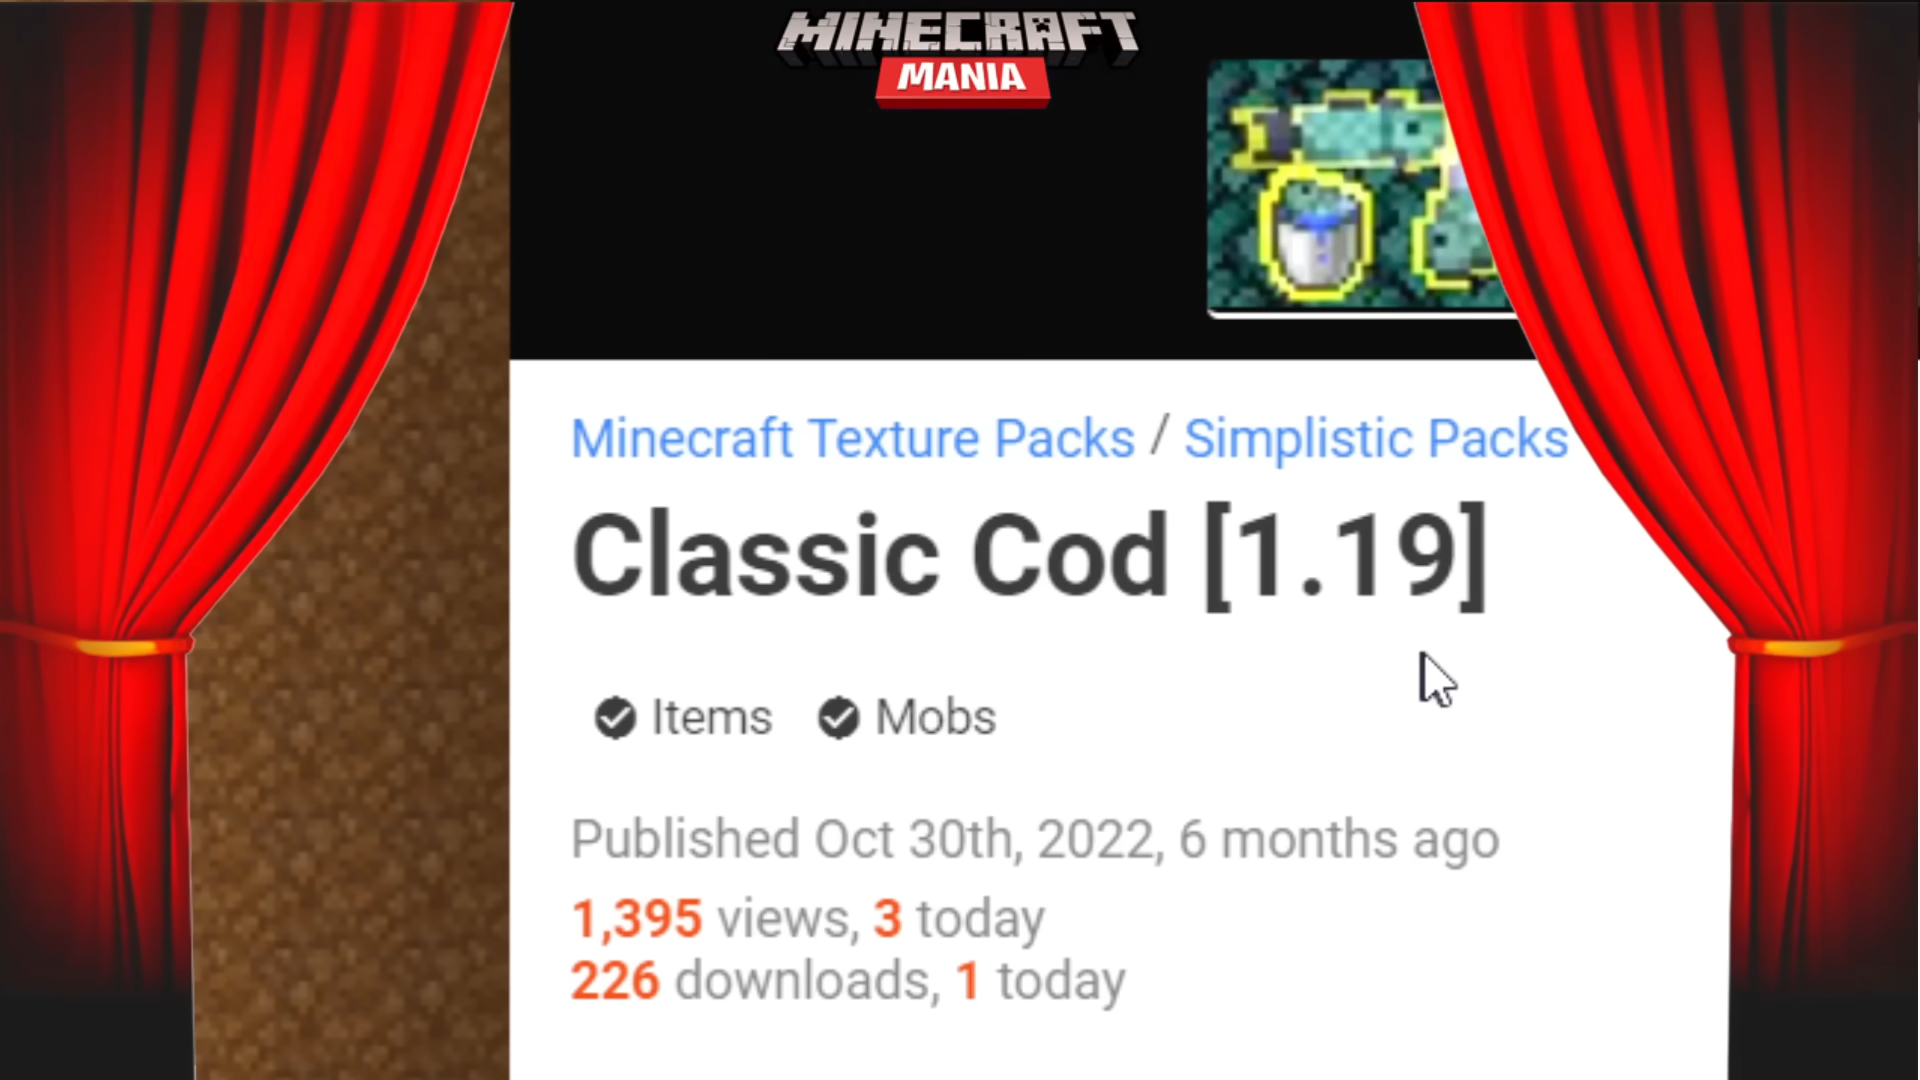 MINECRAFT
MANIA
Minecraft Texture Packs / Simplistic Packs
Classic Cod [1.19]
Items Mobs
Published Oct 30th, 2022, 6 months ago
1,395 views, 3 today
226 downloads, 1 today